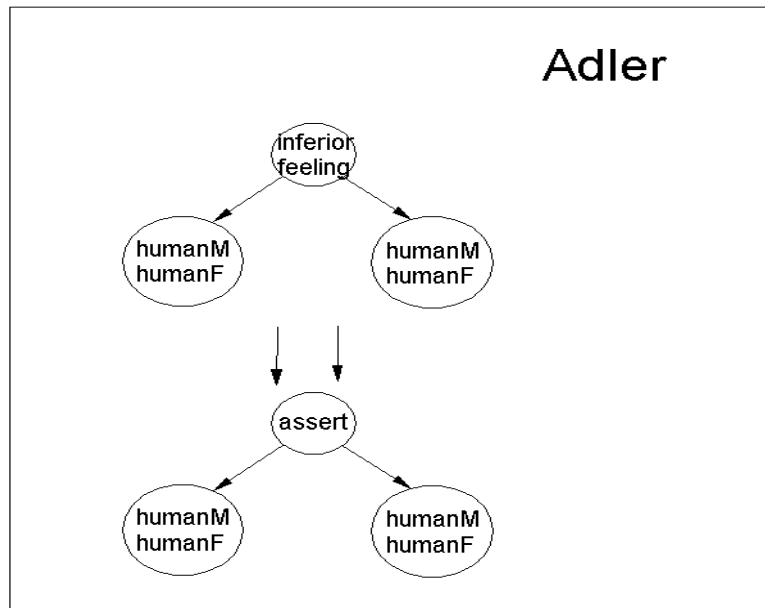 Adler
inferior
feeling
humanM
humanF
humanM
humanF
assert
humanM
humanF
humanM
humanF